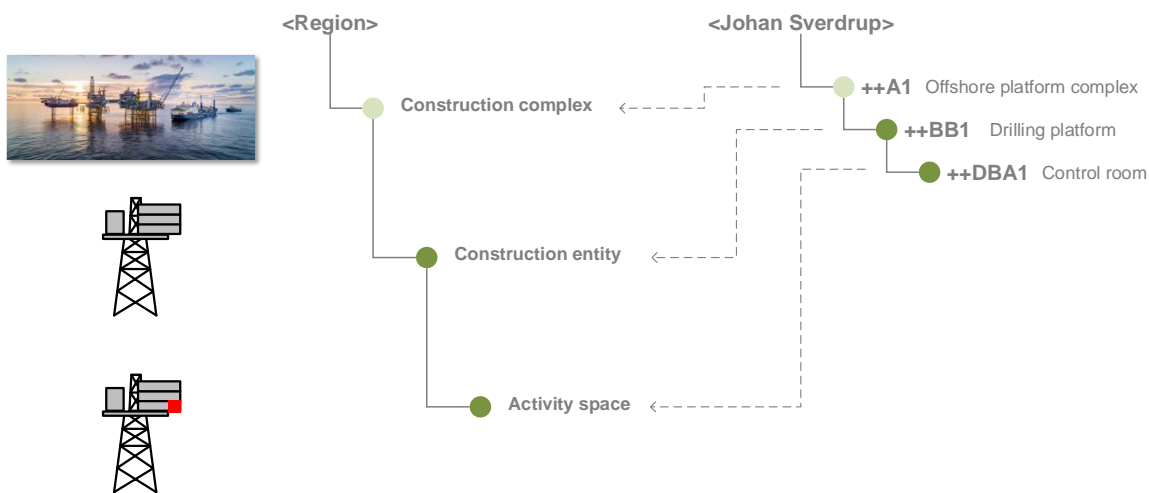 <Region>
<Johan Sverdrup>
++A1 Offshore platform complex
Construction complex
++BB1 Drilling platform
++DBA1 Control room
Construction entity
Activity space